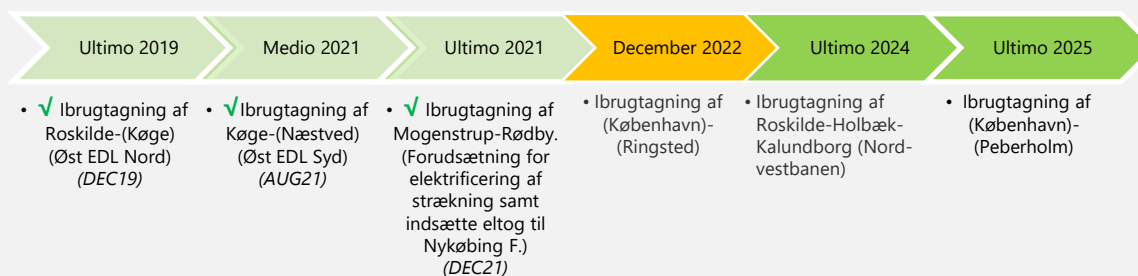 Ultimo 2019
Medio 2021
Ultimo 2021
December 2022
Ultimo 2024
Ultimo 2025
• √ Ibrugtagning af
Roskilde-(Køge)
(Øst EDL Nord)
(DEC19)
• √Ibrugtagning af
Køge-(Næstved)
(Øst EDL Syd)
(AUG21)
• √ Ibrugtagning af
Mogenstrup-Rødby.
(Forudsætning for
elektrificering af
strækning samt
indsætte eltog til
Nykøbing F.)
(DEC21)
• Ibrugtagning af
(København)-
(Ringsted)
• Ibrugtagning af
Roskilde-Holbæk-
Kalundborg (Nord-
vestbanen)
• Ibrugtagning af
(København)-
(Peberholm)